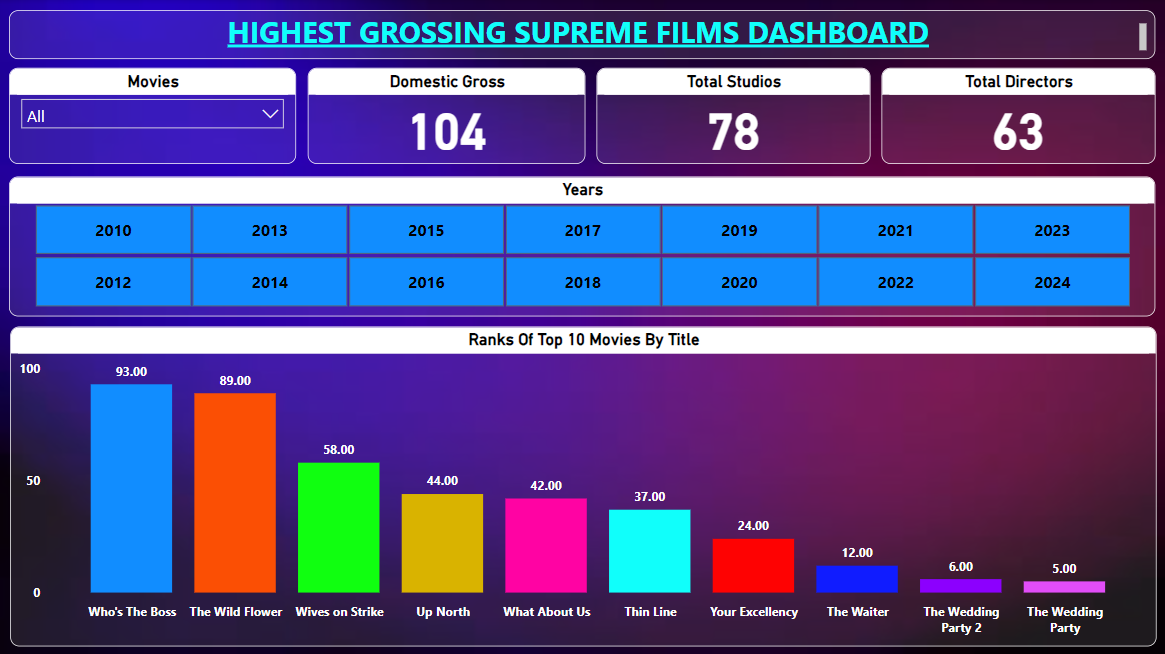 HIGHEST GROSSING SUPREME FILMS DASHBOARD
Movies
All
Domestic Gross
104
Total Studios
78
Total Directors
63
Years
2010 2013 2015 2017 2019 2021 2023
2012 2014 2016 2018 2020 2022 2024
Ranks Of Top 10 Movies By Title
100
50
0
93.00
89.00
58.00
44.00
42.00
37.00
24.00
12.00
6.00
5.00
Who's The Boss
The Wild Flower
Wives on Strike
Up North
What About Us
Thin Line
Your Excellency
The Waiter
The Wedding
Party 2
The Wedding
Party